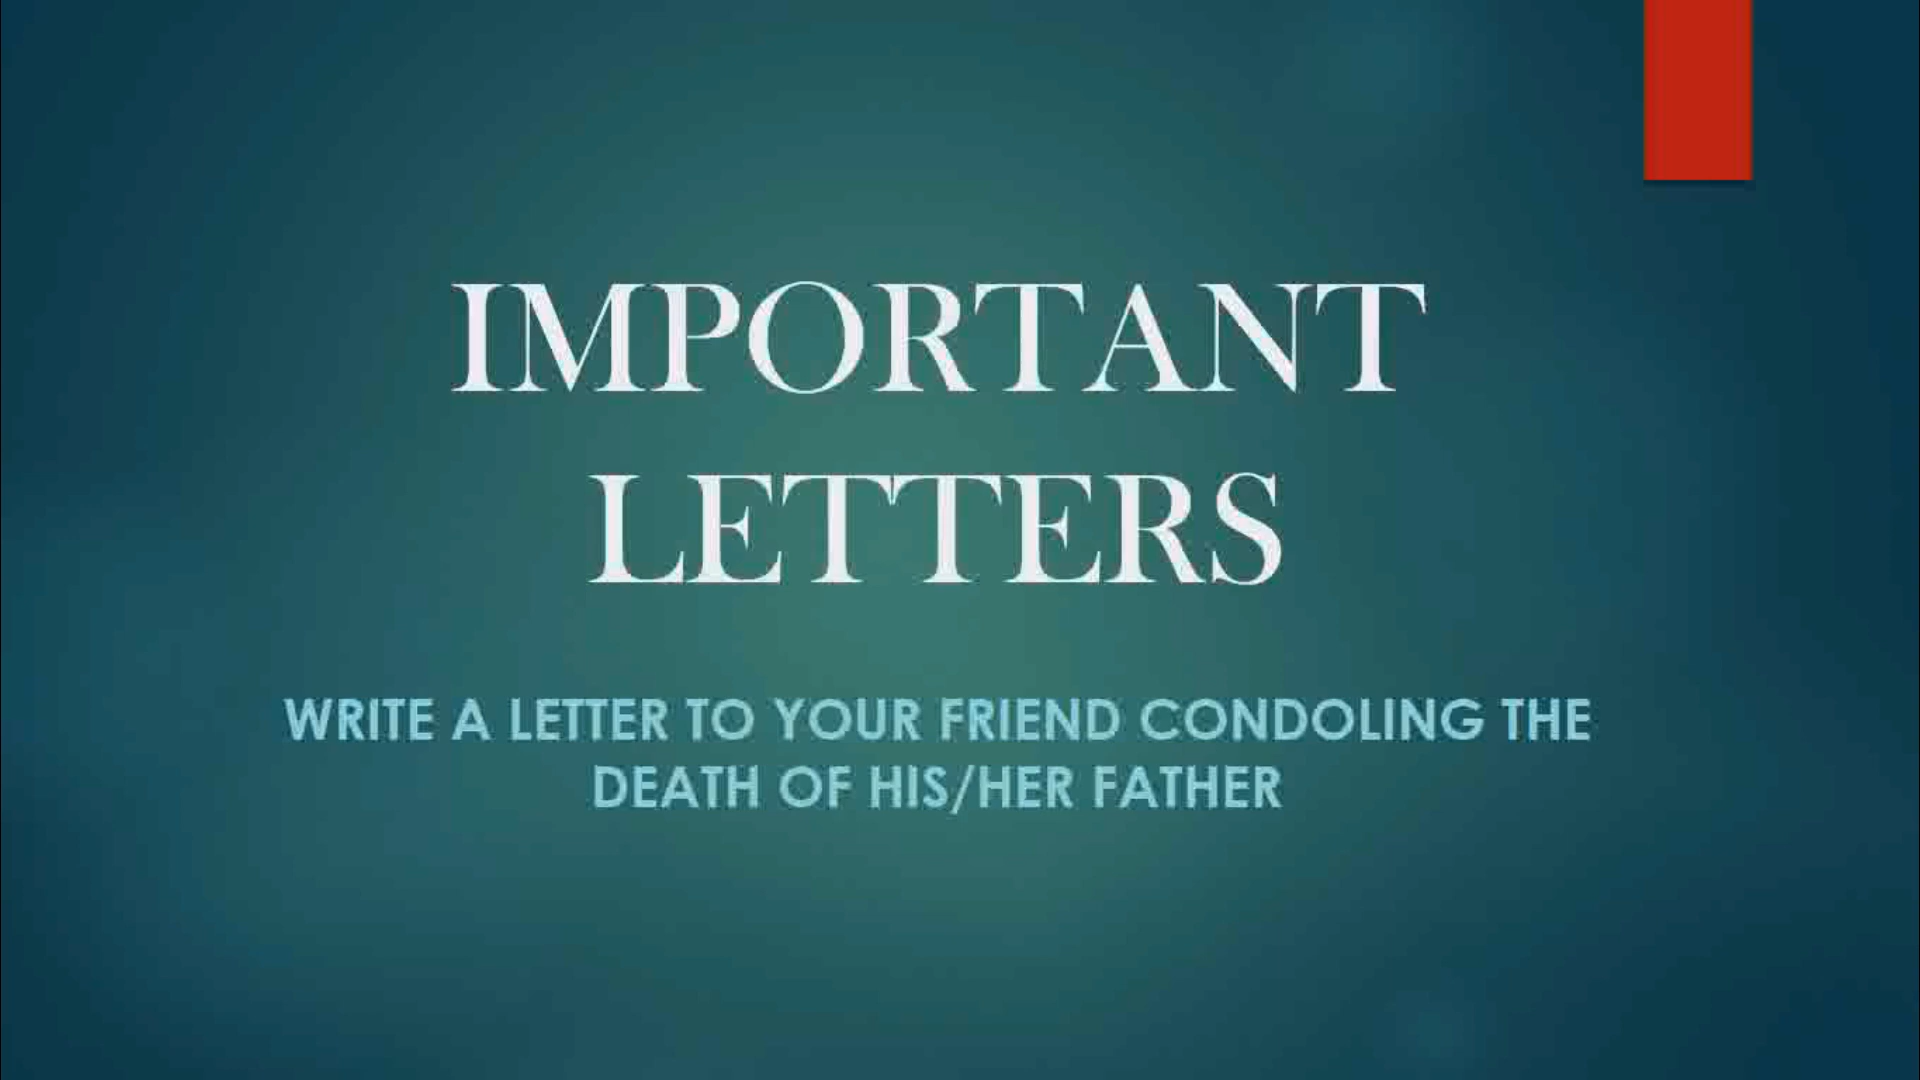 IMPORTANT
LETTERS
WRITE A LETTER TO YOUR FRIEND CONDOLING THE
DEATH OF HIS/HER FATHER